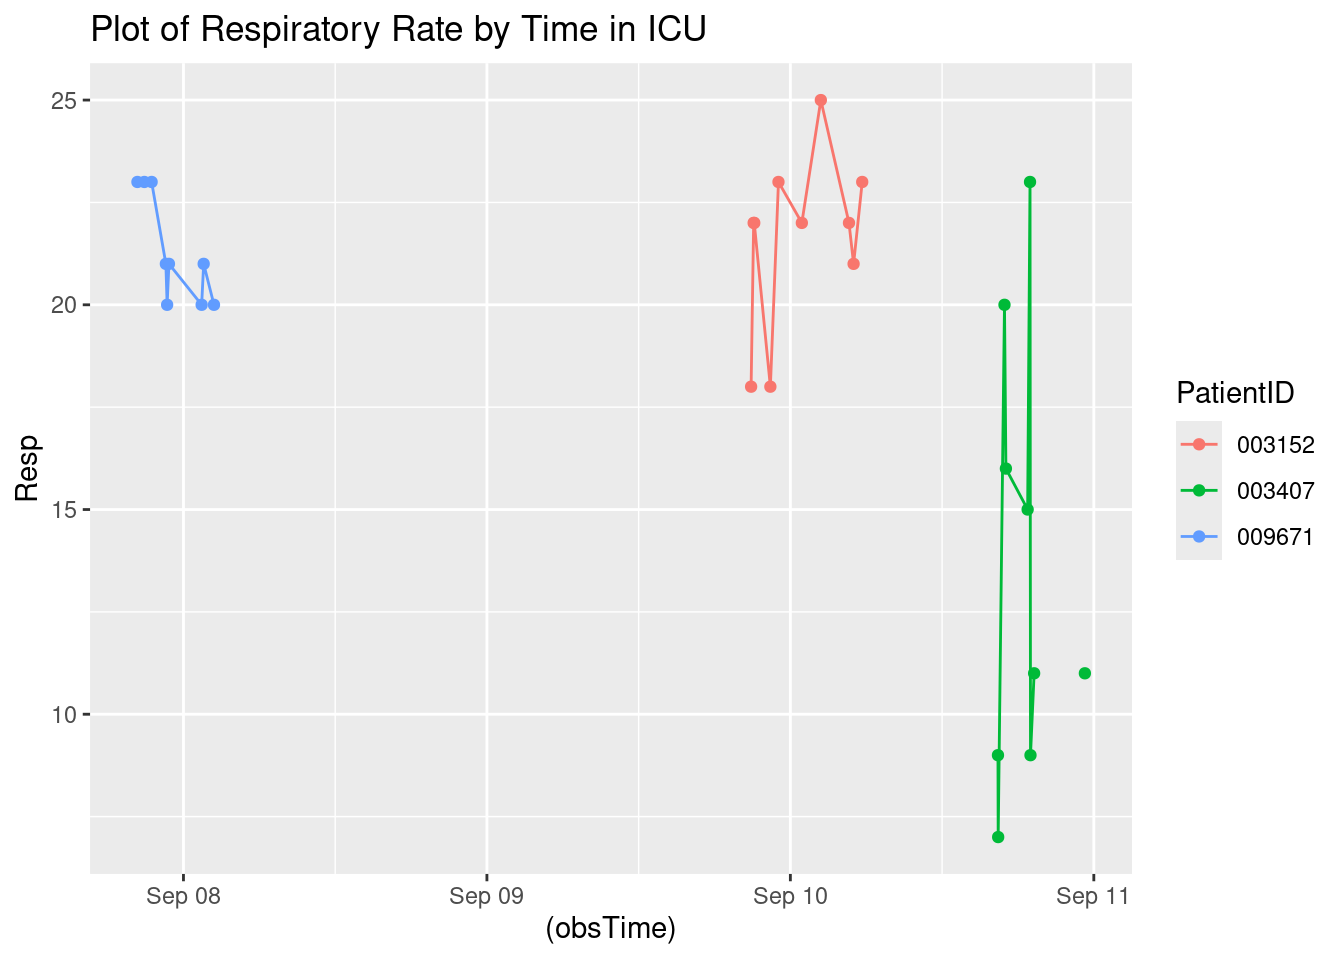 Plot of Respiratory Rate by Time in ICU
25
20
15
10
Resp
Sep 08
Sep 09
Sep 10
Sep 11
(obsTime)
PatientID
003152
003407
009671